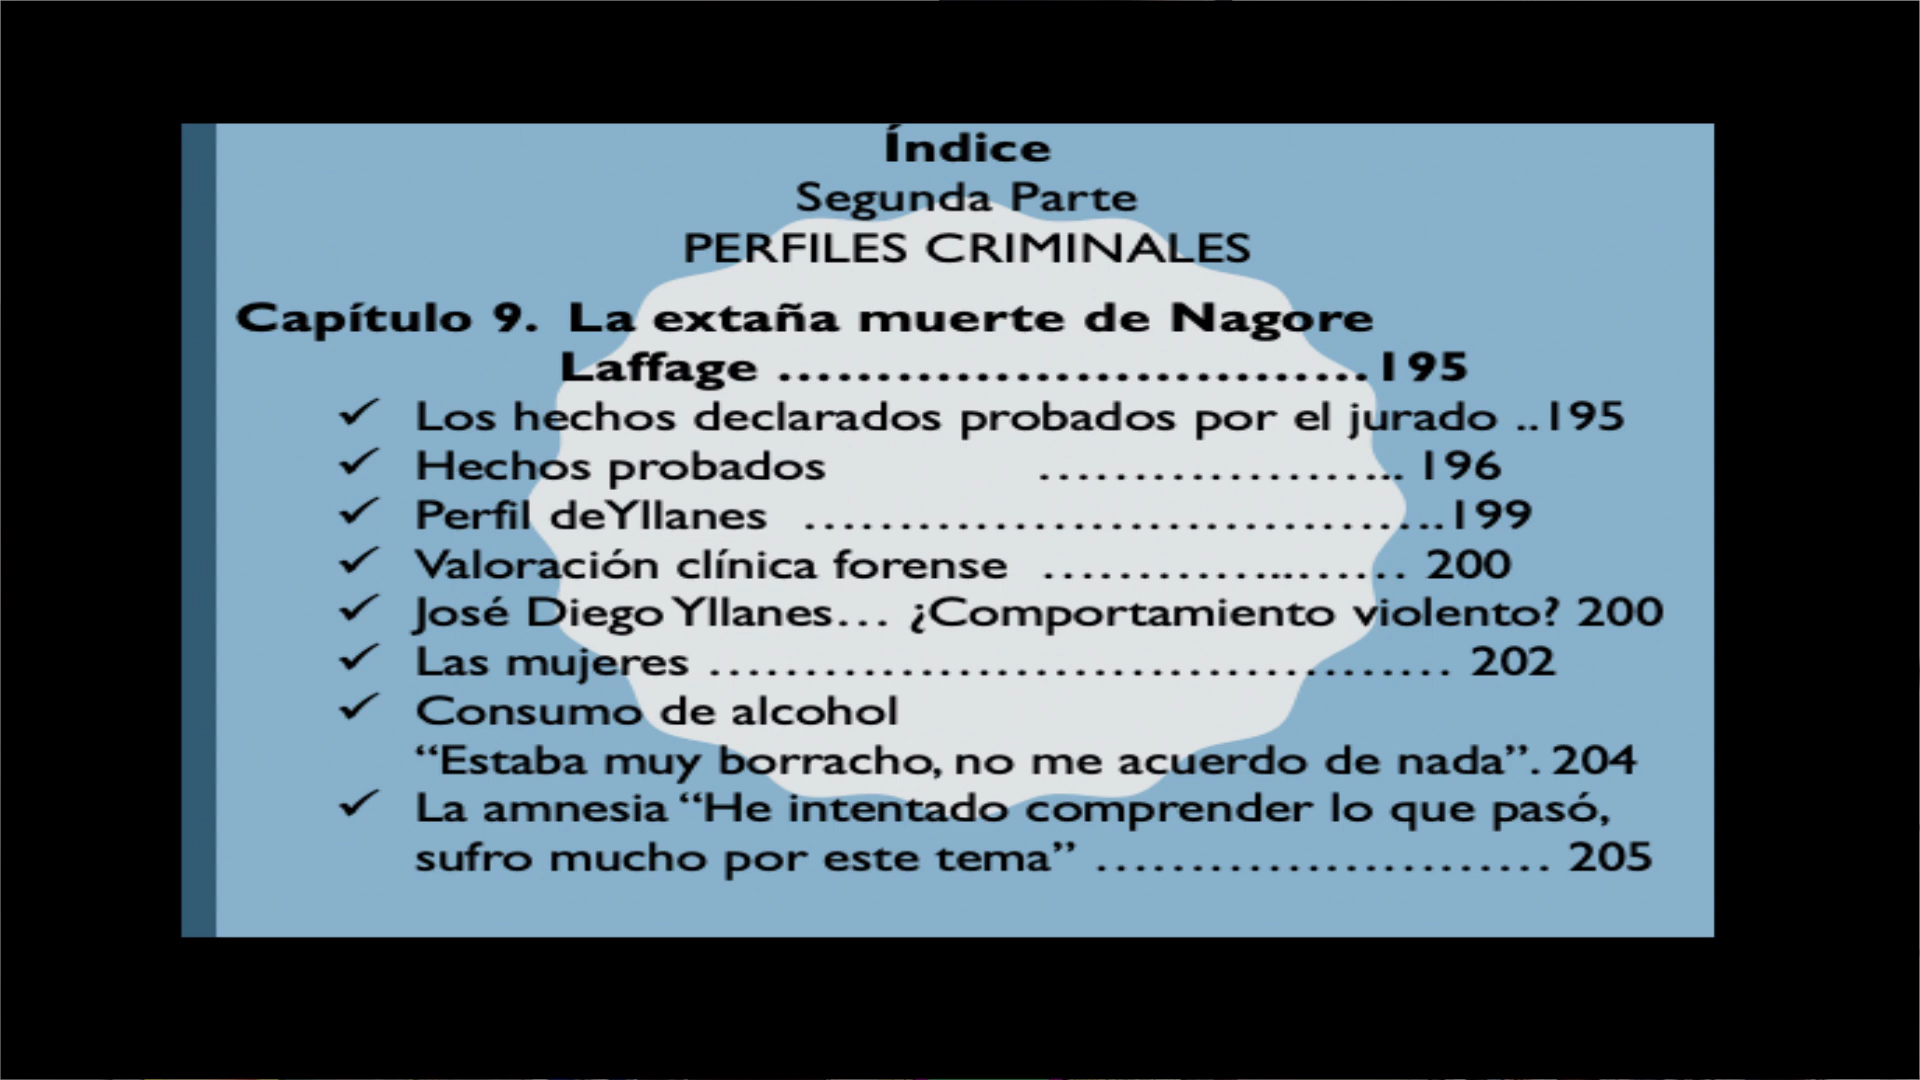 Índice
Segunda Parte
PERFILES CRIMINALES
Capítulo 9. La extaña muerte de Nagore
Laffage ……………………………195
✓ Los hechos declarados probados por el jurado ..195
✓ Hechos probados ……………….. 196
✓ Perfil deYllanes ……………………………..199
✓ Valoración clínica forense …………..…… 200
✓ José Diego Yllanes… ¿Comportamiento violento? 200
✓ Las mujeres …………………………………… 202
✓ Consumo de alcohol
“Estaba muy borracho, no me acuerdo de nada”. 204
✓ La amnesia “He intentado comprender lo que pasó,
sufro mucho por este tema” …………………… 205